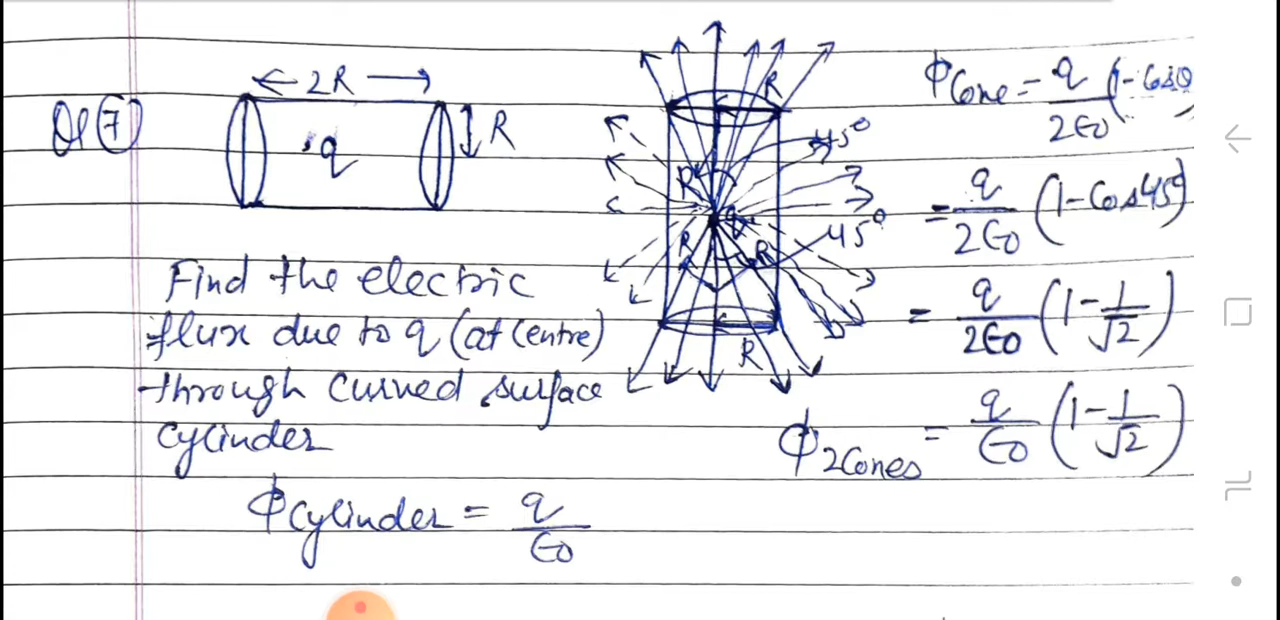 Q(7)
← 2R →
R
q
Find the electric
flux due to q (at Centre)
through Curved surface
Cylinder
ϕCylinder = q/ϵ0
R
45°
R
q
45°
R
R
R
ϕCone = q/2ϵ0 (1-Cosθ
= q/2ϵ0 (1-Cos45°)
= q/2ϵ0 (1-1/√2)
ϕ2Cones = q/ϵ0 (1-1/√2)